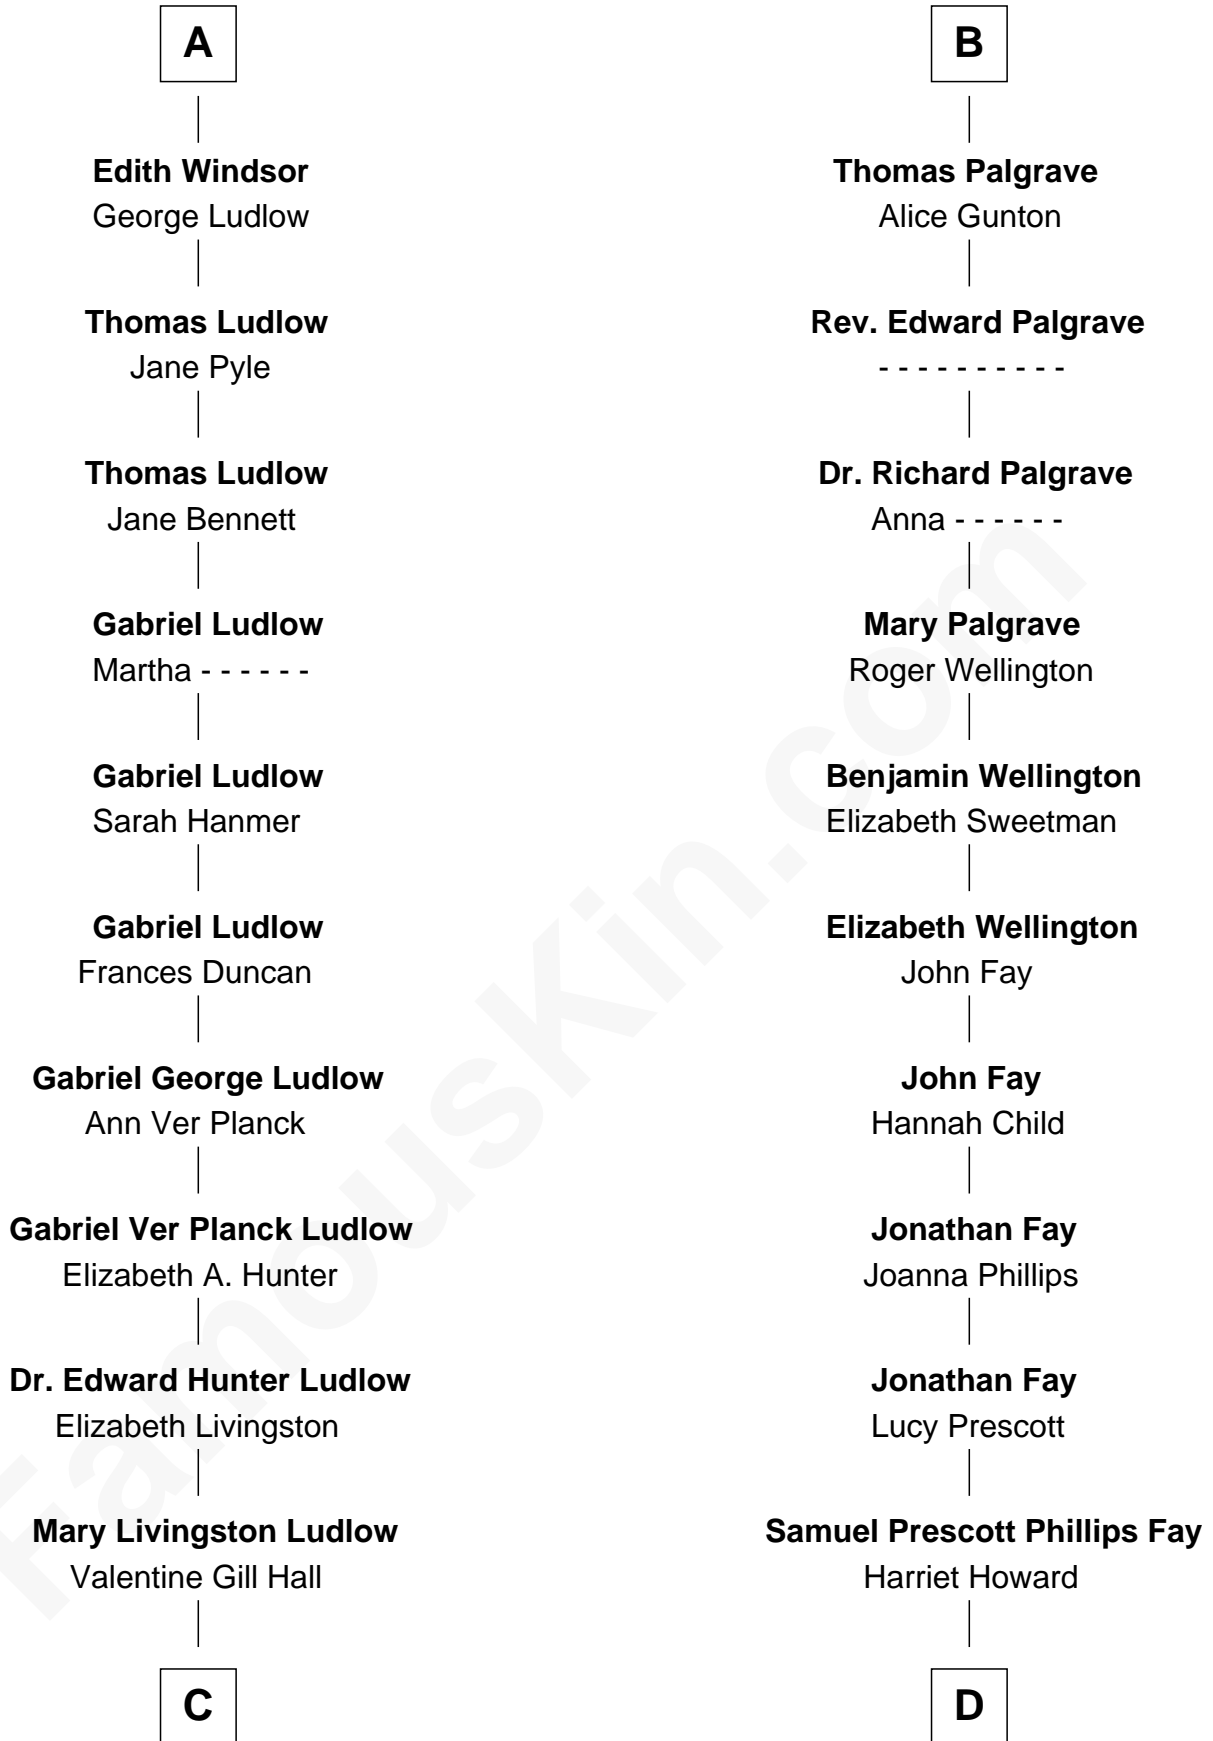 A
Edith Windsor
George Ludlow
Thomas Ludlow
Jane Pyle
Thomas Ludlow
Jane Bennett
Gabriel Ludlow
Martha - - - - - -
Gabriel Ludlow
Sarah Hanmer
Gabriel Ludlow
Frances Duncan
Gabriel George Ludlow
Ann Ver Planck
Gabriel Ver Planck Ludlow
Elizabeth A. Hunter
Dr. Edward Hunter Ludlow
Elizabeth Livingston
Mary Livingston Ludlow
Valentine Gill Hall
C
B
Thomas Palgrave
Alice Gunton
Rev. Edward Palgrave
- - - - - - - - - -
Dr. Richard Palgrave
Anna - - - - - -
Mary Palgrave
Roger Wellington
Benjamin Wellington
Elizabeth Sweetman
Elizabeth Wellington
John Fay
John Fay
Hannah Child
Jonathan Fay
Joanna Phillips
Jonathan Fay
Lucy Prescott
Samuel Prescott Phillips Fay
Harriet Howard
D
FamousKin.com